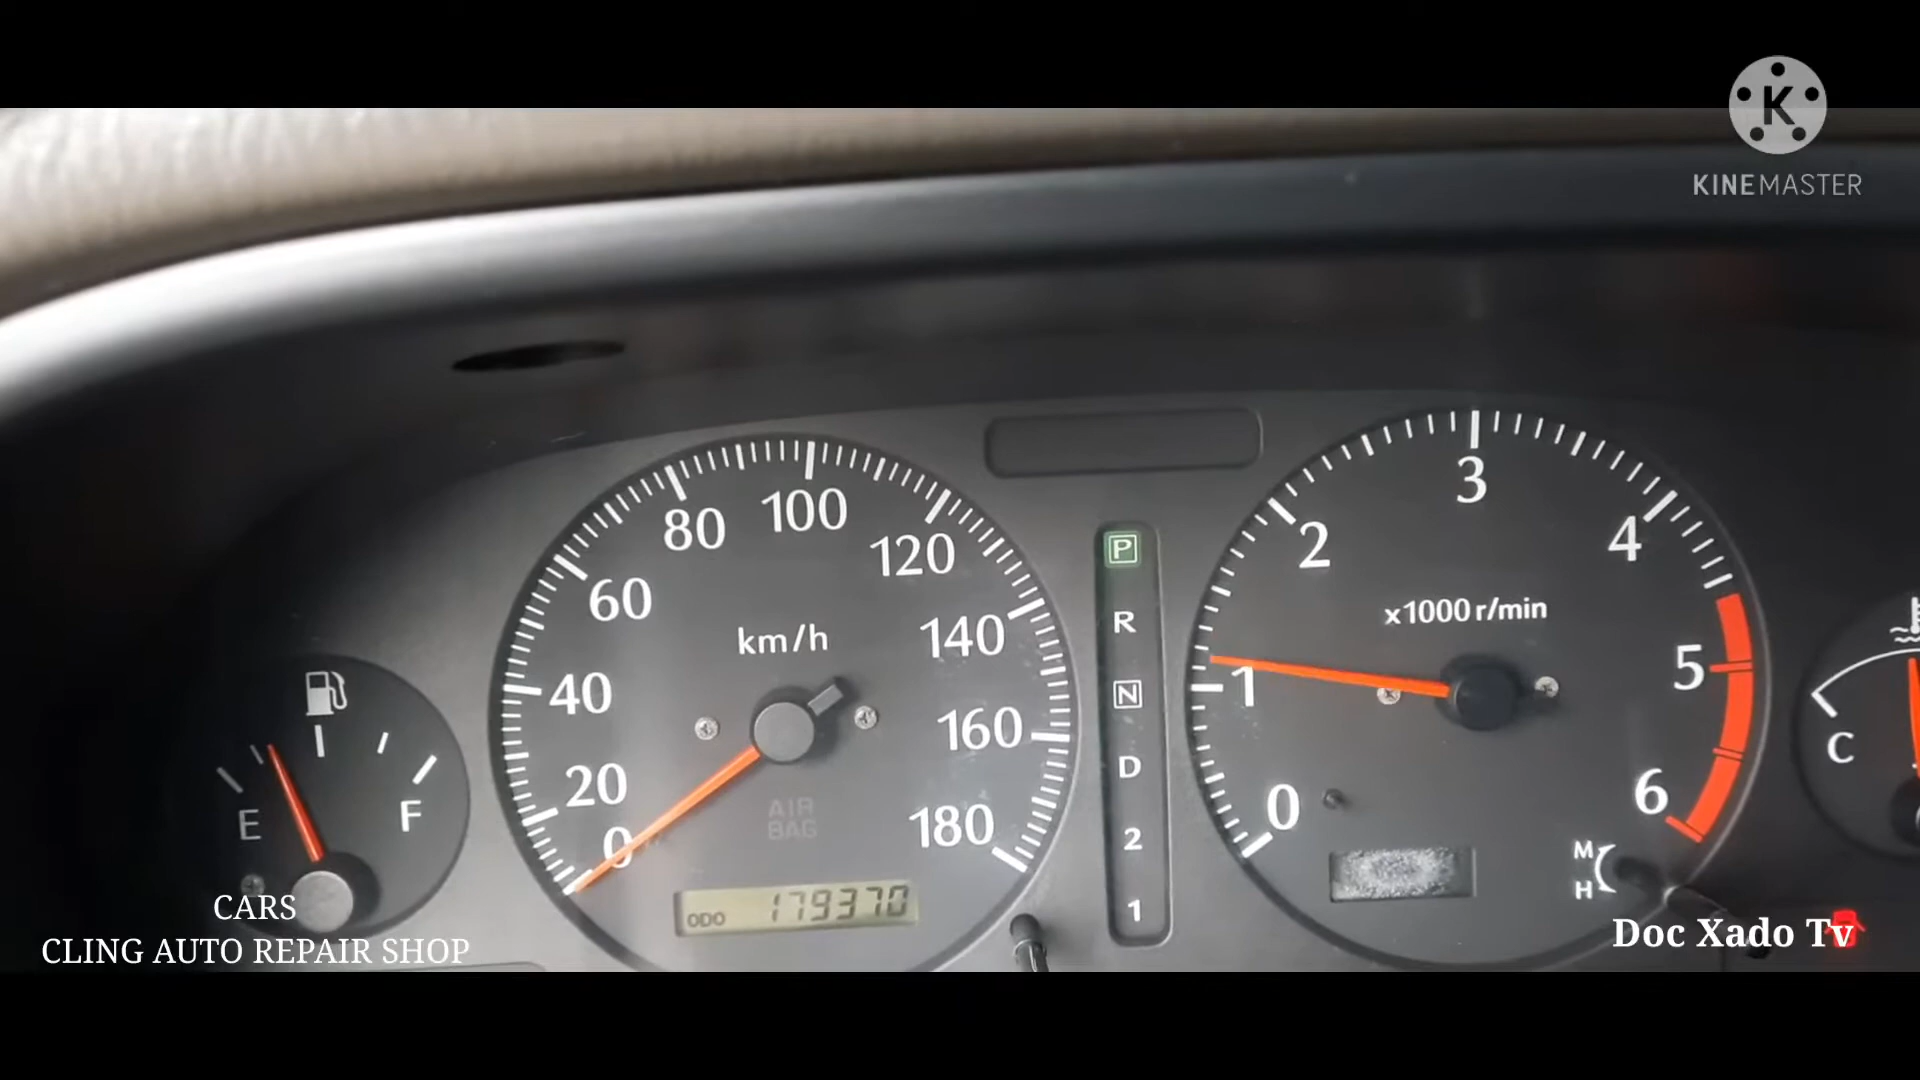 K
KINEMASTER
80
100
120
60
km/h
140
40
160
20
AIR
BAG
0
180
E
F
ODO 179370
P
R
N
D
2
1
3
2
4
x1000 r/min
1
5
0
6
M
H
C
CARS
CLING AUTO REPAIR SHOP
Doc Xado Tv